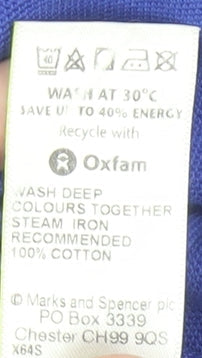 40
WASH AT 30°C
SAVE UP TO 40% ENERGY
Recycle with
Oxfam
WASH DEEP
COLOURS TOGETHER
STEAM IRON
RECOMMENDED
100% COTTON
© Marks and Spencer plc
PO Box 3339
Chester CH99 9QS
X64S